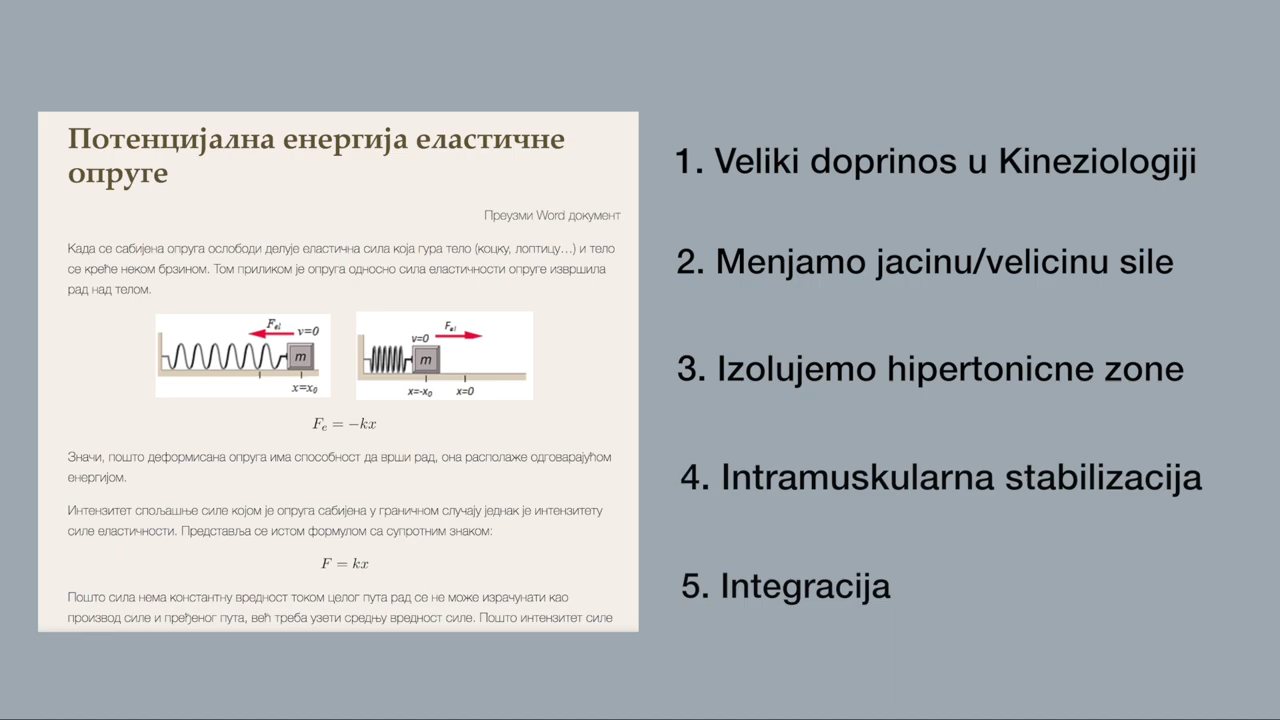 Потенцијална енергија еластичне
опруге
Преузми Word документ
Када се сабијена опруга ослободи делује еластична сила која гура тело (коцку, лоптицу...) и тело
се креће неком брзином. Том приликом је опруга односно сила еластичности опруге извршила
рад над телом.
Fel v=0
m
x=x0
Fel
v=0
m
x=-x0 x=0
Fe = −kx
Значи, пошто деформисана опруга има способност да врши рад, она располаже одговарајућом
енергијом.
Интензитет спољашње силе којом је опруга сабијена у граничном случају једнак је интензитету
силе еластичности. Представља се истом формулом са супротним знаком:
F = kx
Пошто сила нема константну вредност током целог пута рад се не може израчунати као
производ силе и пређеног пута, већ треба узети средњу вредност силе. Пошто интензитет силе
1. Veliki doprinos u Kineziologiji
2. Menjamo jacinu/velicinu sile
3. Izolujemo hipertonicne zone
4. Intramuskularna stabilizacija
5. Integracija